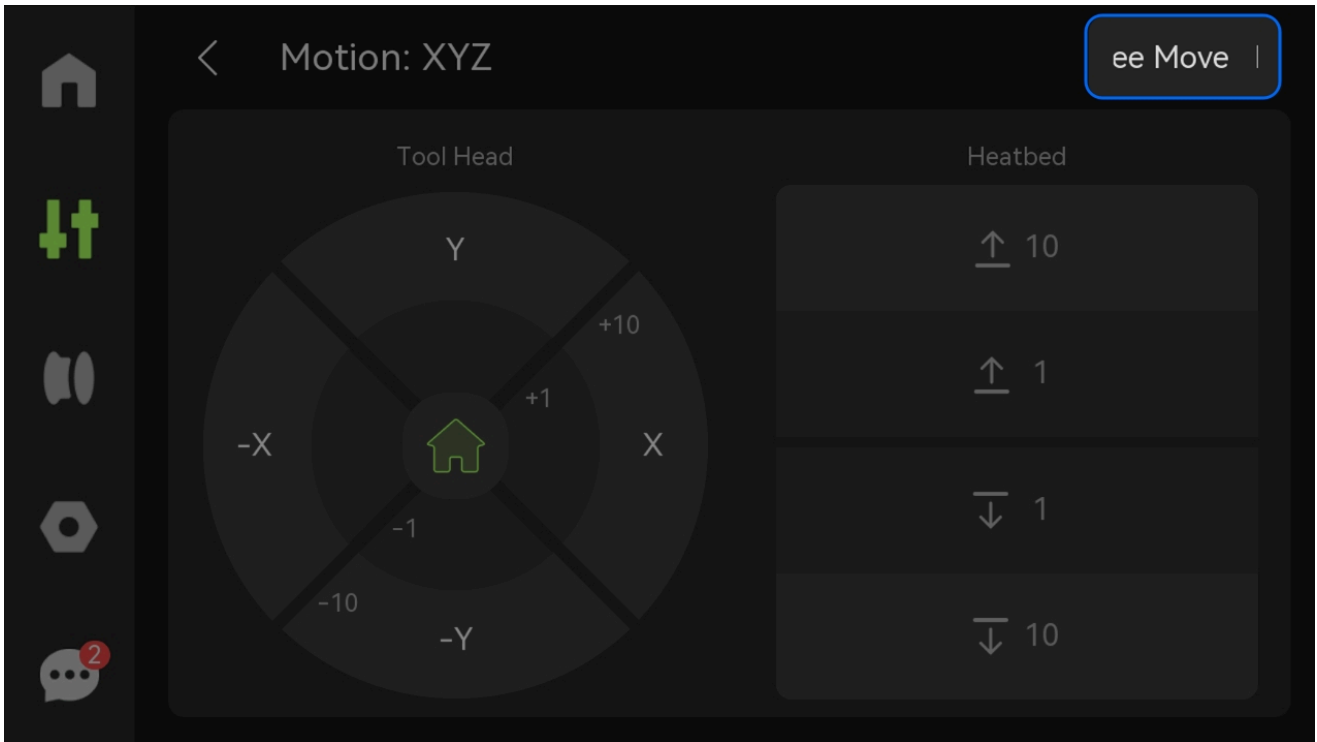 Motion: XYZ
ee Move
Tool Head
Heatbed
Y
10
+10
1
+1
-X
X
-1
1
-10
-Y
10
2